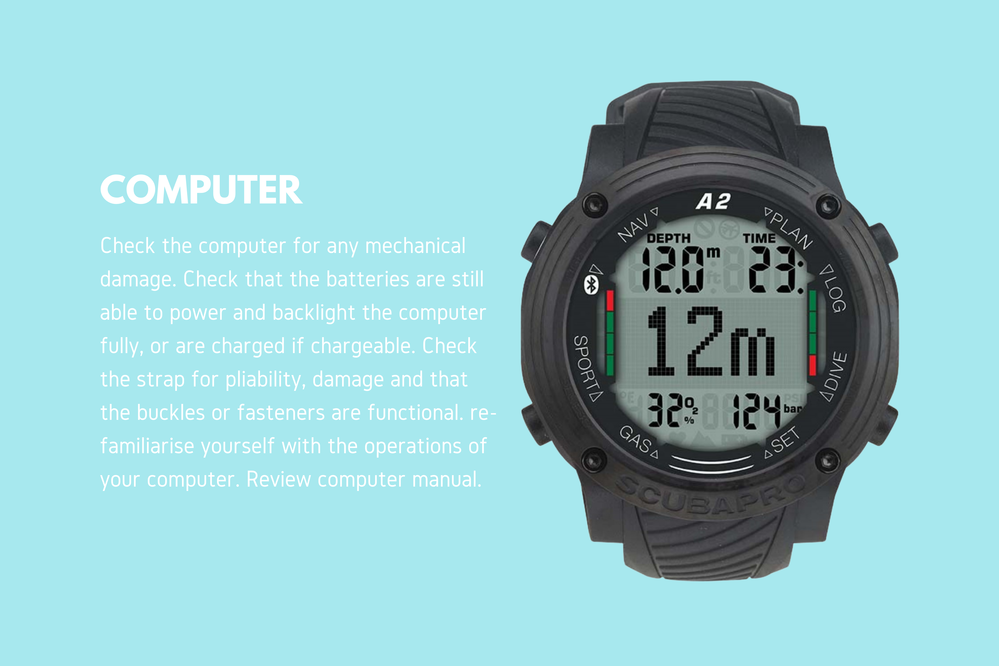 COMPUTER
Check the computer for any mechanical
damage. Check that the batteries are still
able to power and backlight the computer
fully, or are charged if chargeable. Check
the strap for pliability, damage and that
the buckles or fasteners are functional. re-
familiarise yourself with the operations of
your computer. Review computer manual.
A2
NAV
PLAN
DEPTH TIME
12.0m 23:
LOG
12m
SPORT
DIVE
32 O2 % 124 bar
GAS
SET
SCUBAPRO